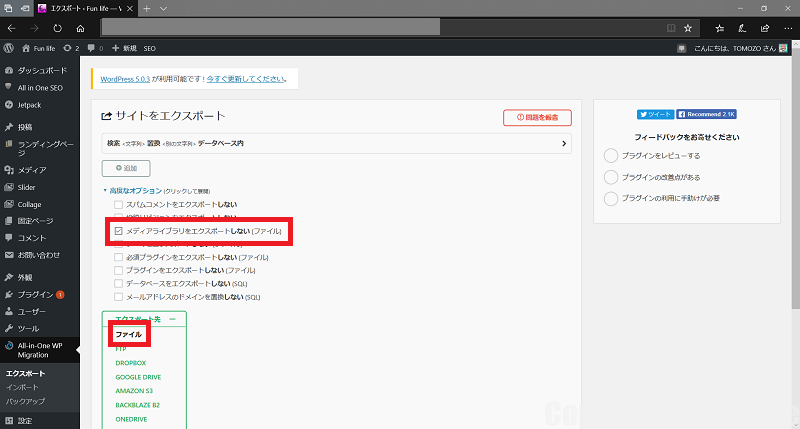 エクスポート ‹ Fun life — V
Fun life
2
0
+ 新規
SEO
こんにちは、TOMOZO さん
ダッシュボード
All in One SEO
Jetpack
投稿
ランディングペー
ジ
メディア
Slider
Collage
固定ページ
コメント
お問い合わせ
外観
プラグイン 1
ユーザー
ツール
All-in-One WP
Migration
エクスポート
インポート
バックアップ
設定
WordPress 5.0.3 が利用可能です ! 今すぐ更新してください。
サイトをエクスポート
問題を報告
検索 <文字列> 置換 <別の文字列> データベース内
追加
高度なオプション (クリックして展開)
スパムコメントをエクスポートしない
メディアライブラリをエクスポートしない (ファイル)
必須プラグインをエクスポートしない (ファイル)
プラグインをエクスポートしない (ファイル)
データベースをエクスポートしない (SQL)
メールアドレスのドメインを置換しない (SQL)
エクスポート先
ファイル
FTP
DROPBOX
GOOGLE DRIVE
AMAZON S3
BACKBLAZE B2
ONEDRIVE
ツイート
Recommend 2.1K
フィードバックをお寄せください
プラグインをレビューする
プラグインの改善点がある
プラグインの利用に手助けが必要